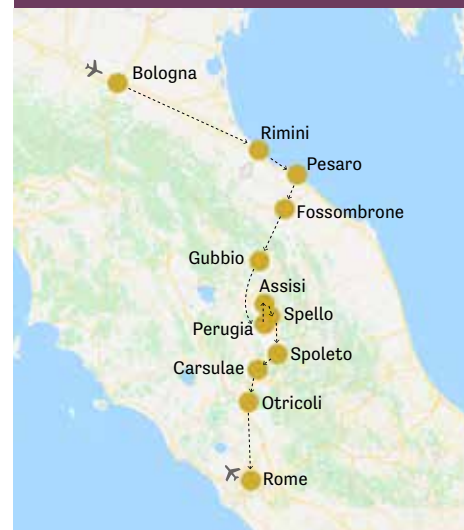 Bologna
Rimini
Pesaro
Fossombrone
Gubbio
Assisi
Spello
Perugia
Spoleto
Carsulae
Otricoli
Rome